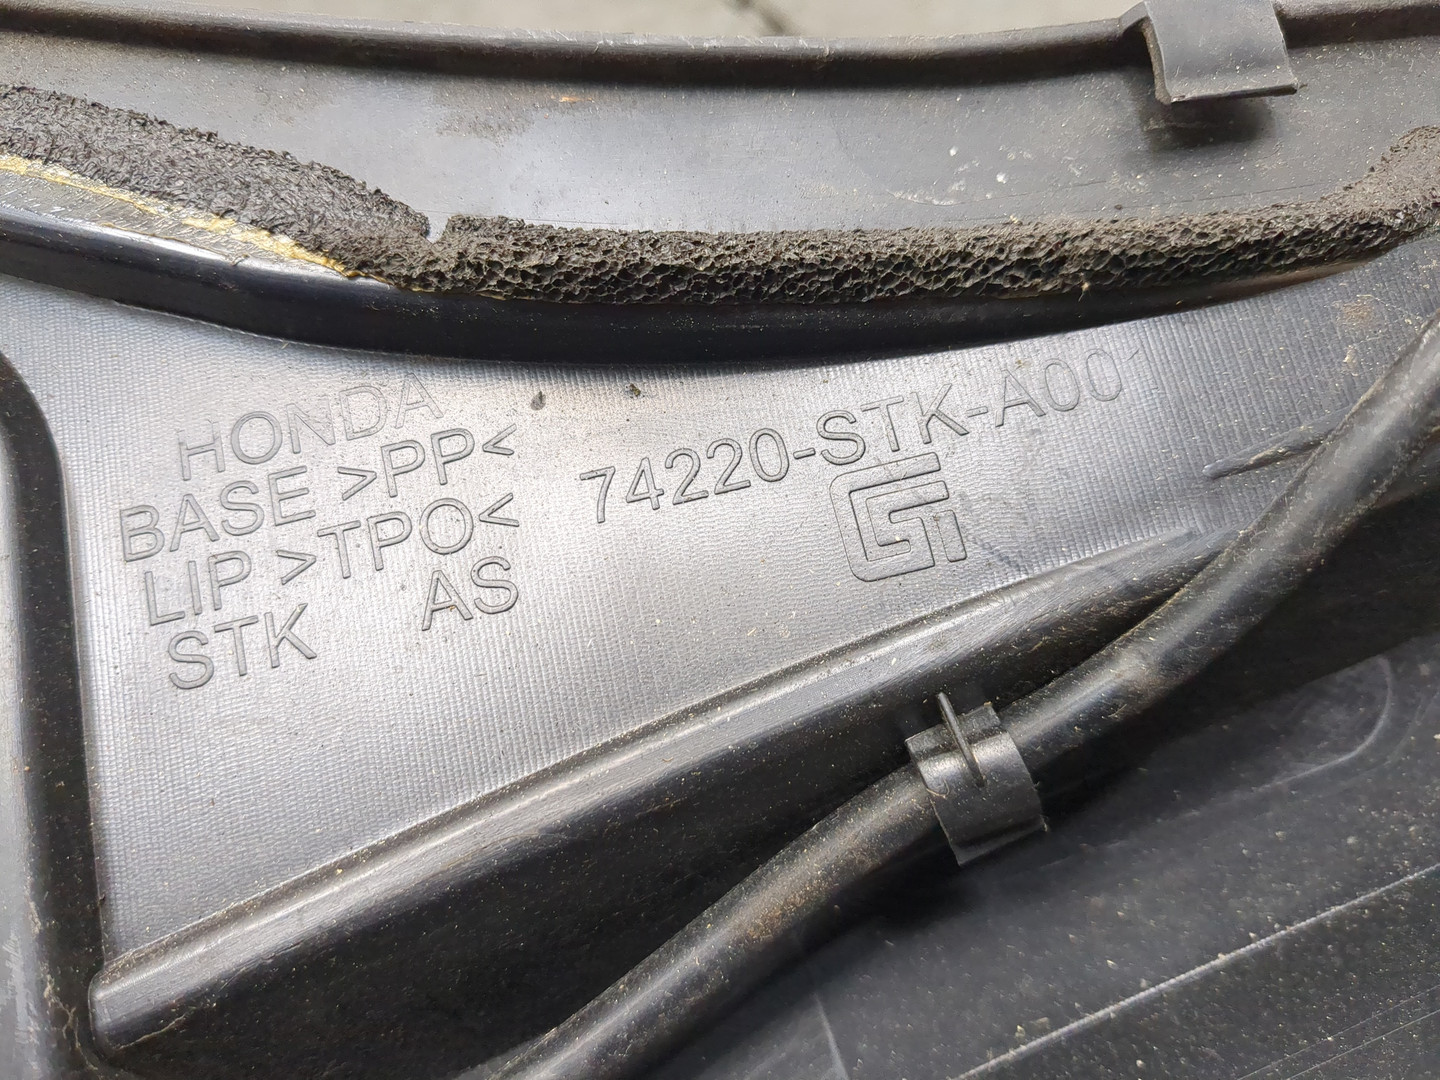 HONDA
BASE >PP<
LIP >TPO<
STK AS
74220-STK-A00